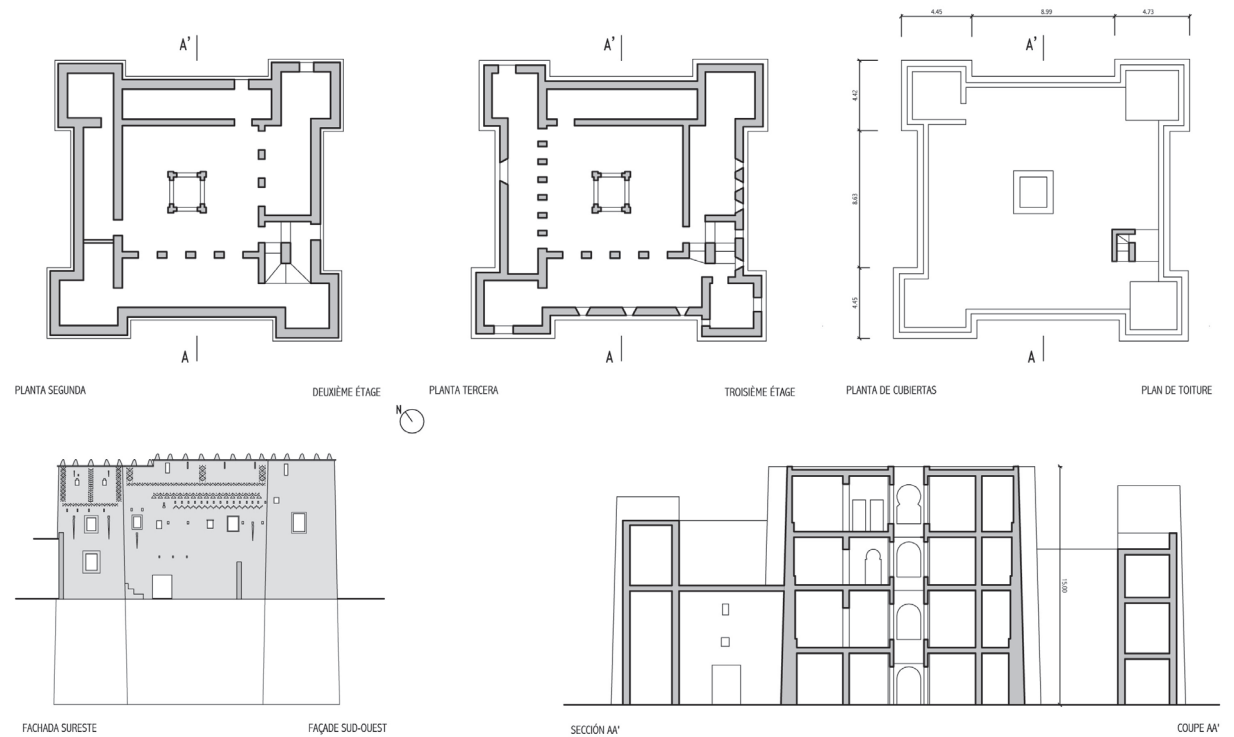 4.45
8.99
4.73
A'
A'
A'
4.42
8.63
4.45
A
A
A
PLANTA SEGUNDA
DEUXIÈME ÉTAGE
PLANTA TERCERA
TROISIÈME ÉTAGE
PLANTA DE CUBIERTAS
PLAN DE TOITURE
N
15.00
FACHADA SURESTE
FAÇADE SUD-OUEST
SECCIÓN AA'
COUPE AA'